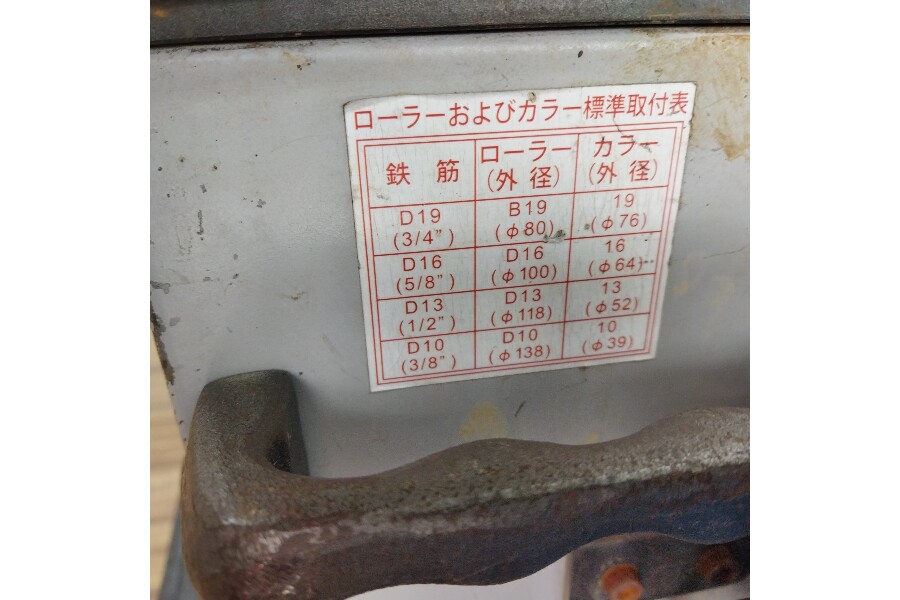 ローラーおよびカラー標準取付表
鉄 筋 ローラー(外 径) カラー(外 径)
D19 (3/4") B19 (φ80) 19 (φ76)
D16 (5/8") D16 (φ100) 16 (φ64)
D13 (1/2") D13 (φ118) 13 (φ52)
D10 (3/8") D10 (φ138) 10 (φ39)